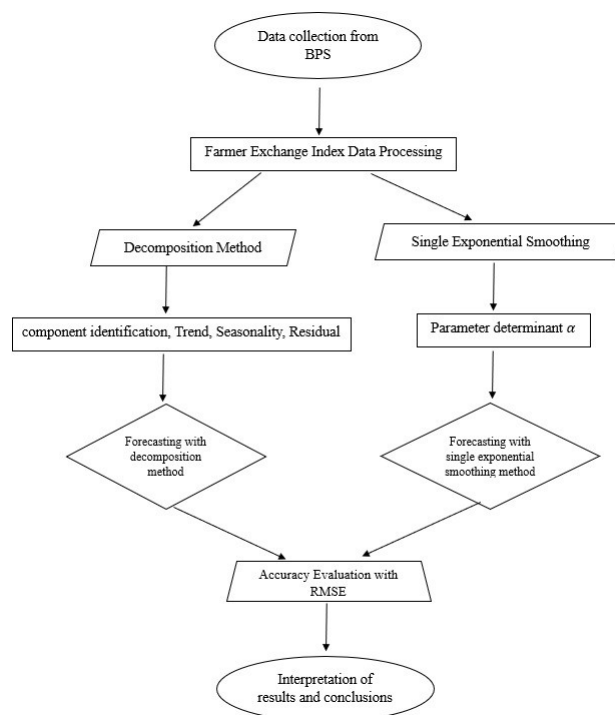 Data collection from
BPS
Farmer Exchange Index Data Processing
Decomposition Method
Single Exponential Smoothing
component identification, Trend, Seasonality, Residual
Parameter determinant α
Forecasting with
decomposition
method
Forecasting with
single exponential
smoothing method
Accuracy Evaluation with
RMSE
Interpretation of
results and conclusions